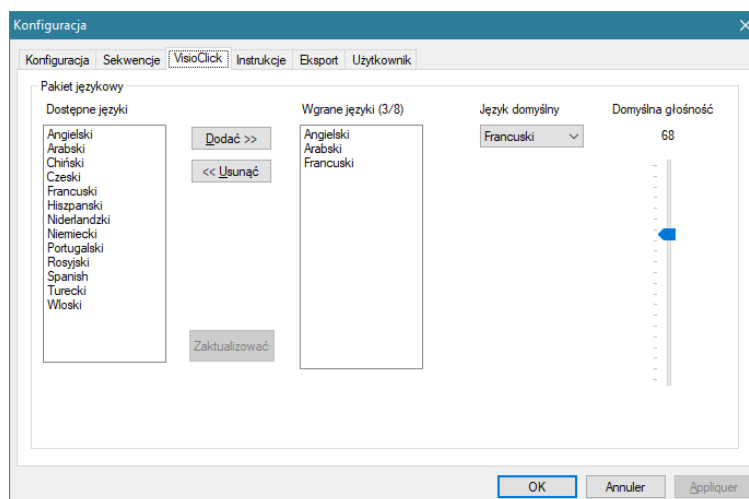 Konfiguracja
Konfiguracja Sekwencje VisioClick Instrukcje Eksport Użytkownik
Pakiet językowy
Dostępne języki
Angielski
Arabski
Chiński
Czeski
Francuski
Hiszpanski
Niderlandzki
Niemiecki
Portugalski
Rosyjski
Spanish
Turecki
Wloski
Dodać >>
<< Usunąć
Zaktualizować
Wgrane języki (3/8)
Angielski
Arabski
Francuski
Język domyślny
Francuski
Domyślna głośność
68
OK Annuler Appliquer